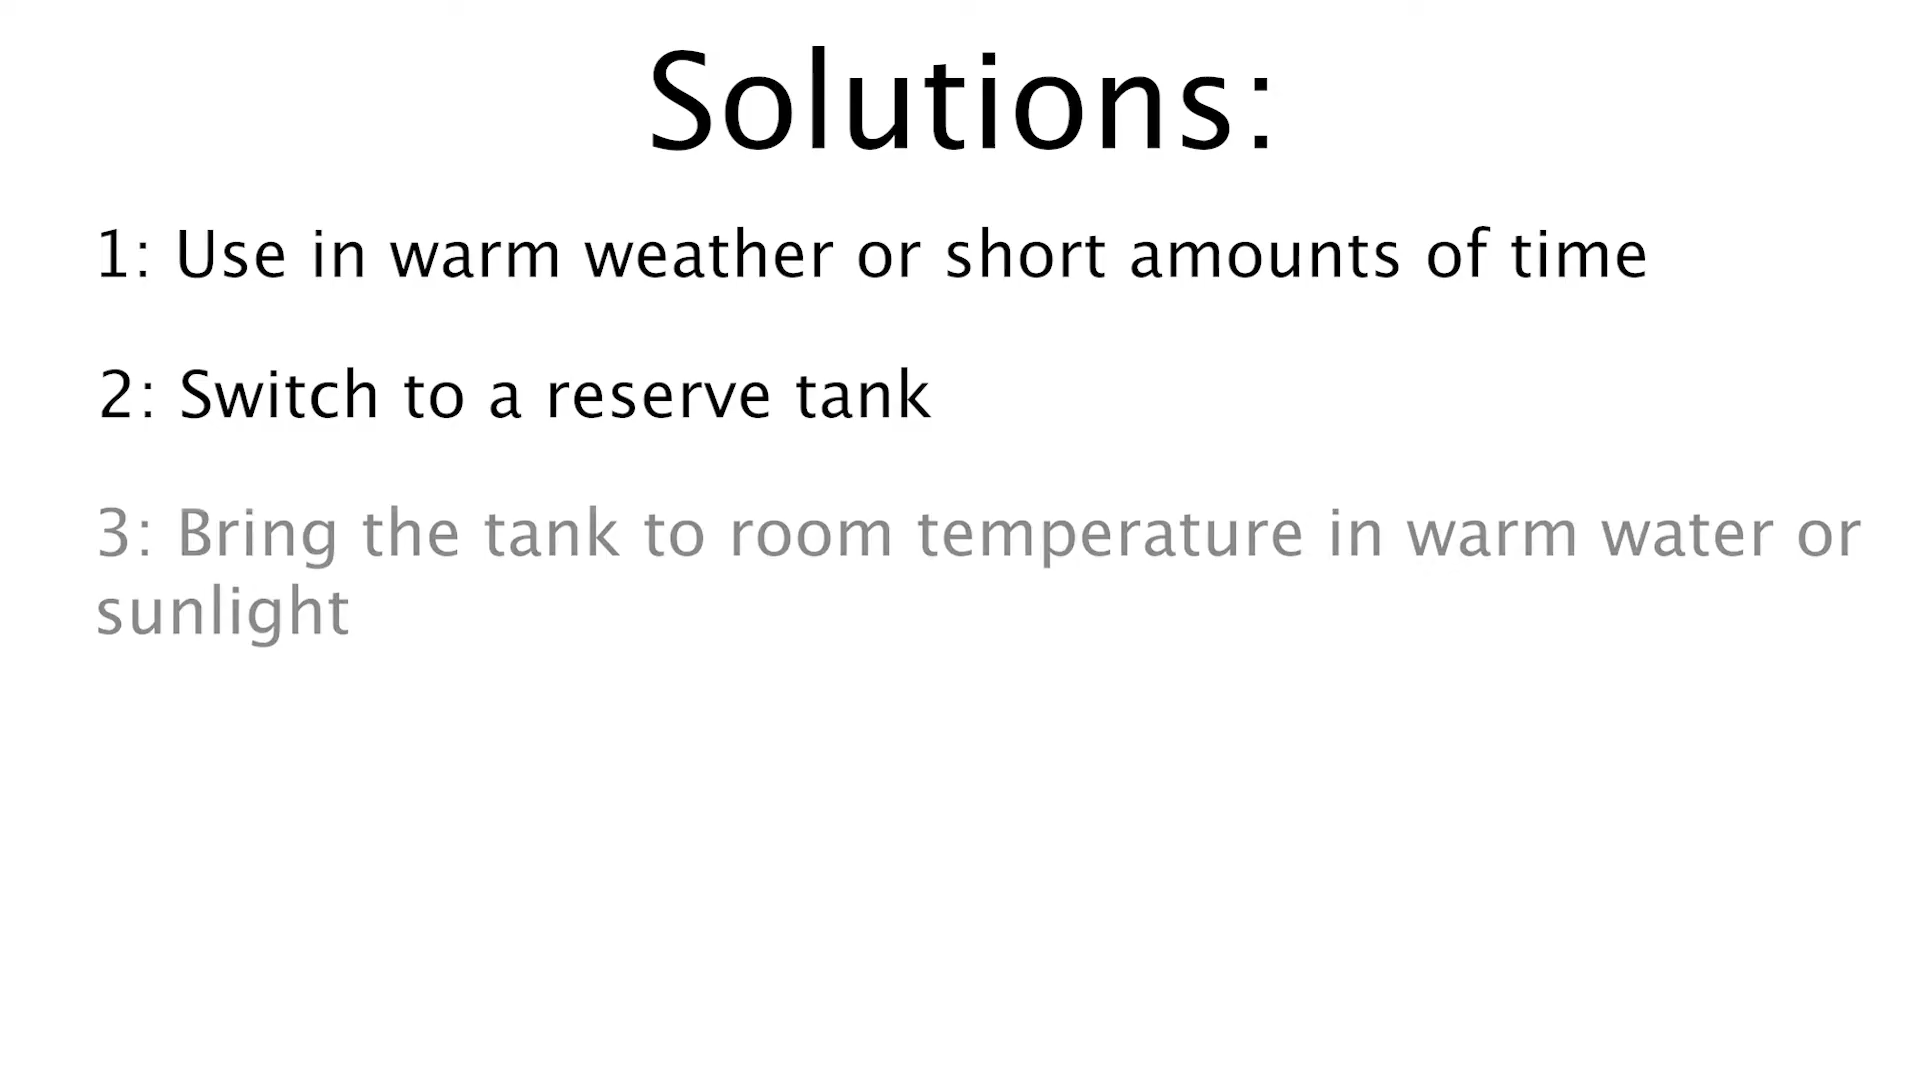 Solutions:
1: Use in warm weather or short amounts of time
2: Switch to a reserve tank
3: Bring the tank to room temperature in warm water or
sunlight